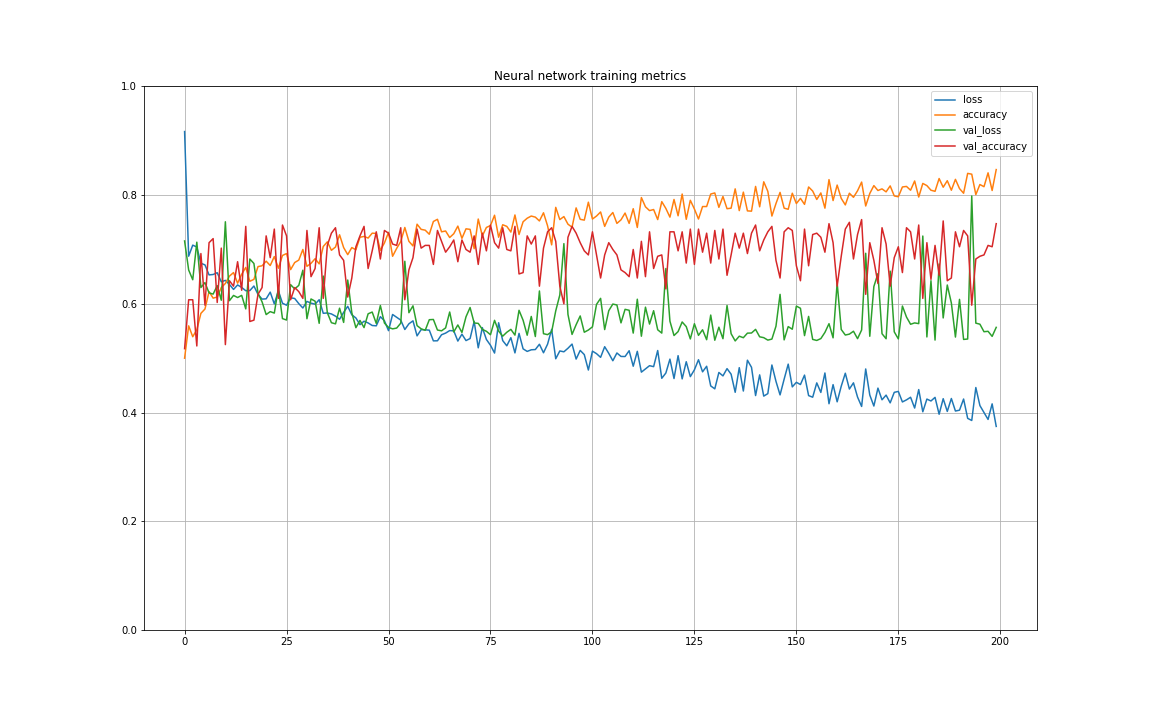 Neural network training metrics
1.0
0.8
0.6
0.4
0.2
0.0
loss
accuracy
val_loss
val_accuracy
0 25 50 75 100 125 150 175 200